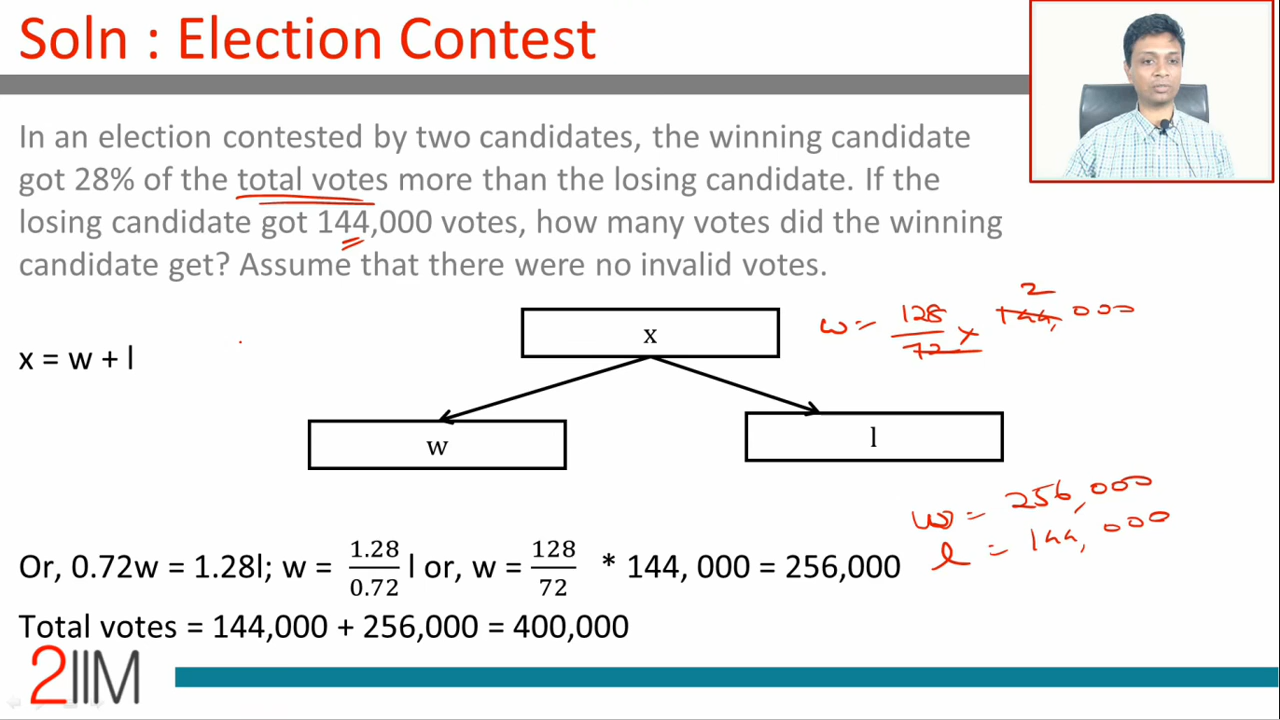 Soln : Election Contest
In an election contested by two candidates, the winning candidate
got 28% of the total votes more than the losing candidate. If the
losing candidate got 144,000 votes, how many votes did the winning
candidate get? Assume that there were no invalid votes.
x
w = 128/72 × 144,000
2
x = w + l
w
l
w = 256,000
l = 144,000
Or, 0.72w = 1.28l; w = 1.28/0.72 l or, w = 128/72 * 144, 000 = 256,000
Total votes = 144,000 + 256,000 = 400,000
2IIM